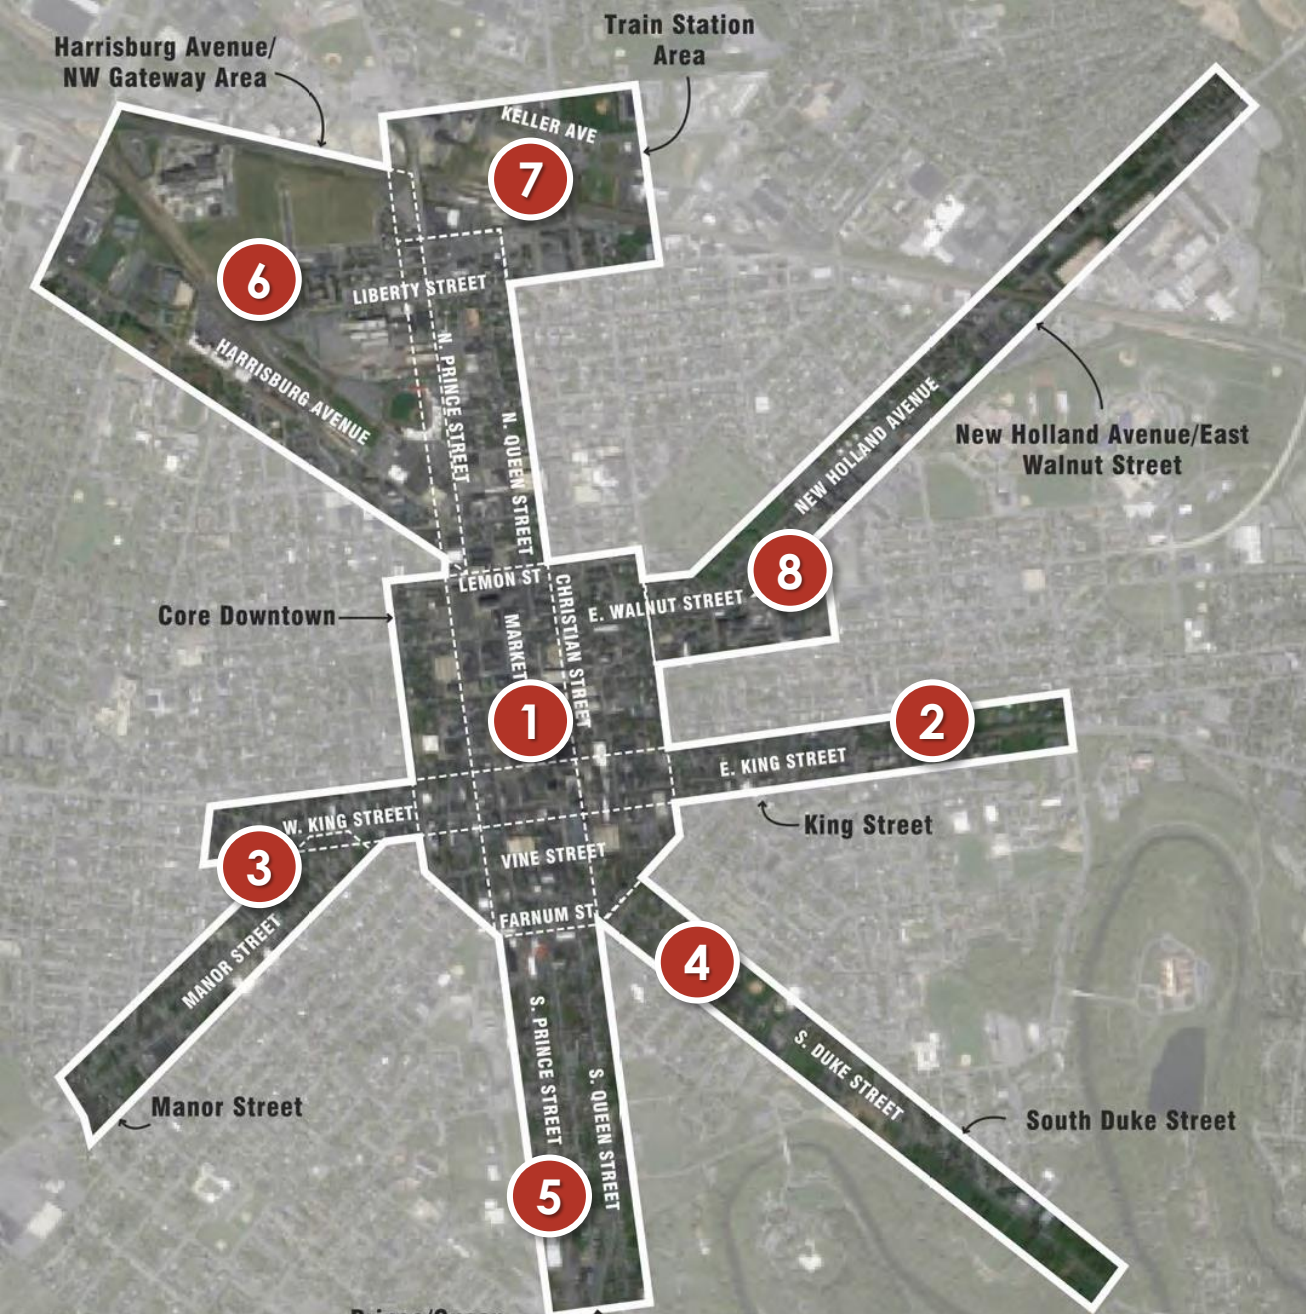 Train Station
Area
Harrisburg Avenue/
NW Gateway Area
KELLER AVE
7
6
LIBERTY STREET
HARRISBURG AVENUE
N. PRINCE STREET
N. QUEEN STREET
NEW HOLLAND AVENUE
New Holland Avenue/East
Walnut Street
8
LEMON ST
E. WALNUT STREET
Core Downtown
MARKET
CHRISTIAN STREET
1
2
E. KING STREET
King Street
W. KING STREET
3
VINE STREET
FARNUM ST
MANOR STREET
4
S. PRINCE STREET
S. QUEEN STREET
S. DUKE STREET
Manor Street
South Duke Street
5